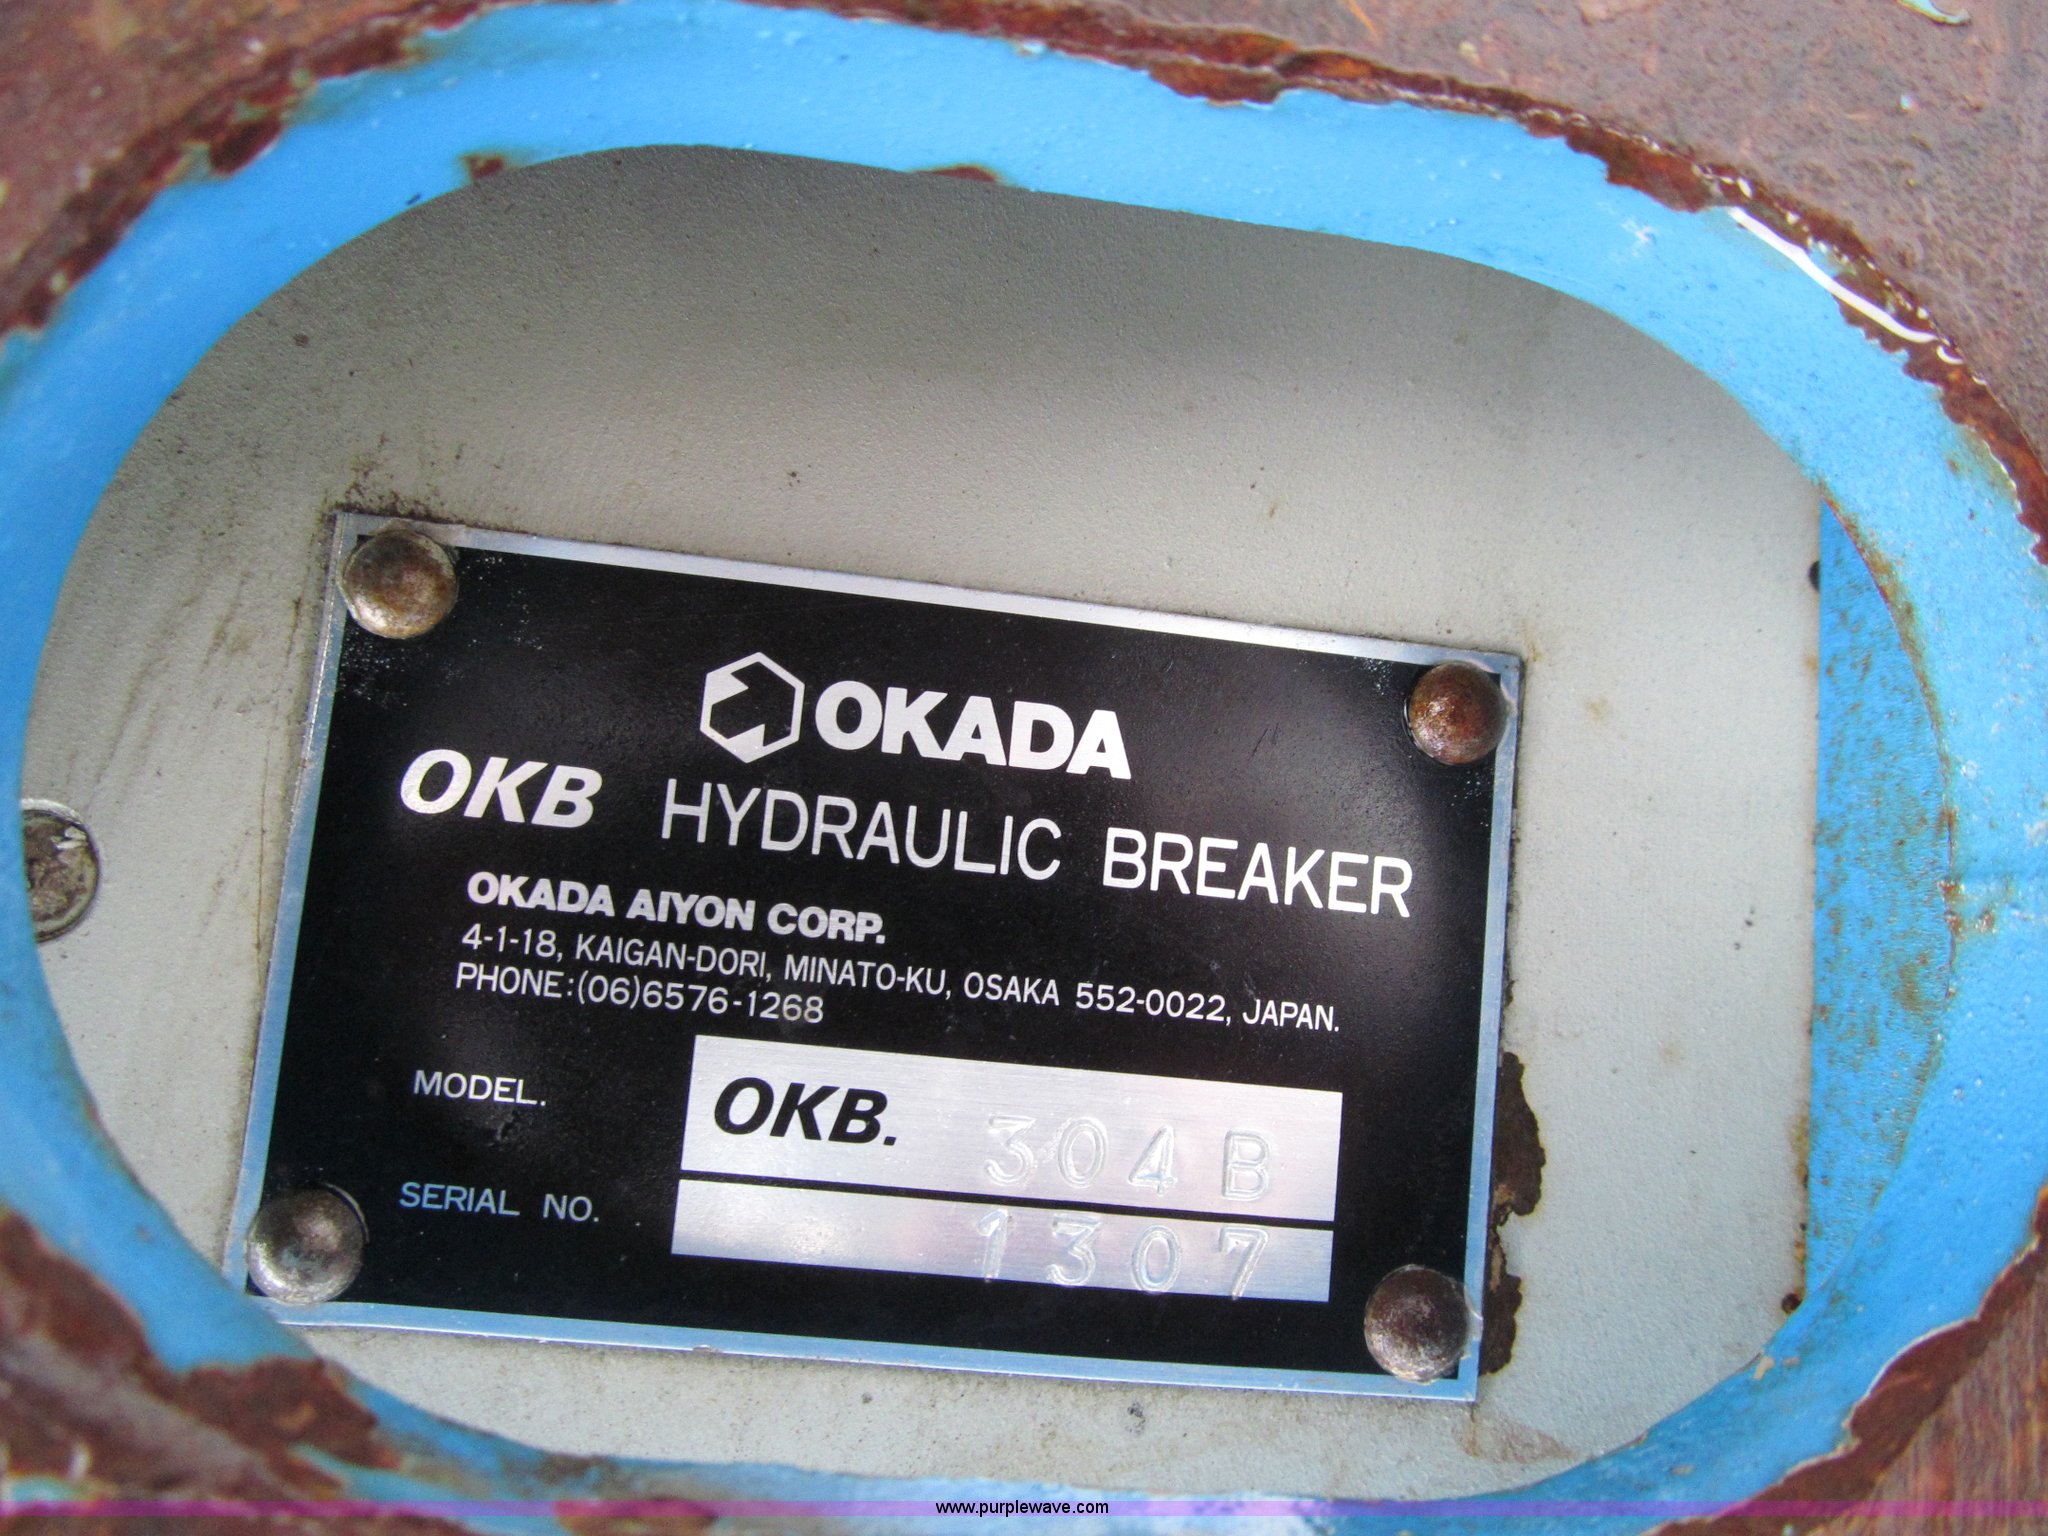 OKADA
OKB HYDRAULIC BREAKER
OKADA AIYON CORP.
4-1-18, KAIGAN-DORI, MINATO-KU, OSAKA 552-0022, JAPAN.
PHONE:(06)6576-1268
MODEL. OKB. 304B
SERIAL NO. 1307
www.purplewave.com